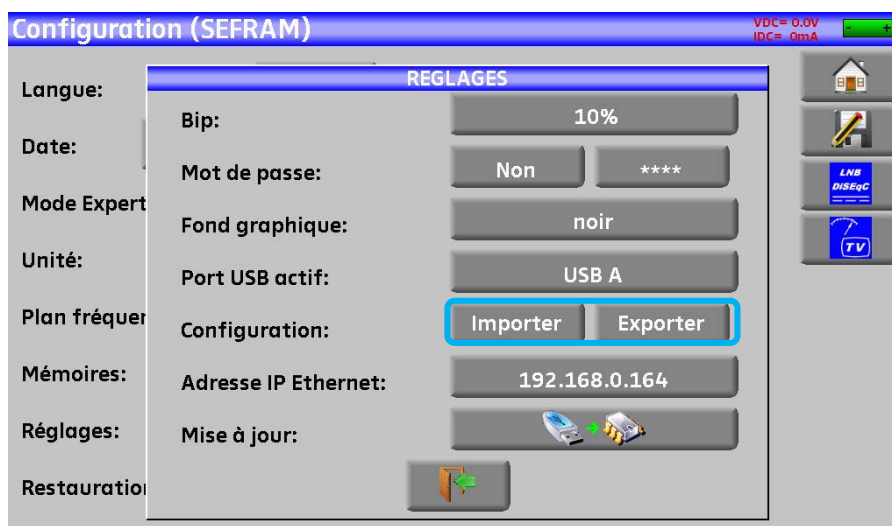 Configuration (SEFRAM)
VDC= 0.0V
IDC= 0mA
- +
REGLAGES
Langue:
Bip: 10%
Date:
Mot de passe: Non ****
LNB
DISEqC
Mode Expert
Fond graphique: noir
TV
Unité:
Port USB actif: USB A
Plan fréquen
Configuration: Importer Exporter
Mémoires:
Adresse IP Ethernet: 192.168.0.164
Réglages:
Mise à jour:
Restauration